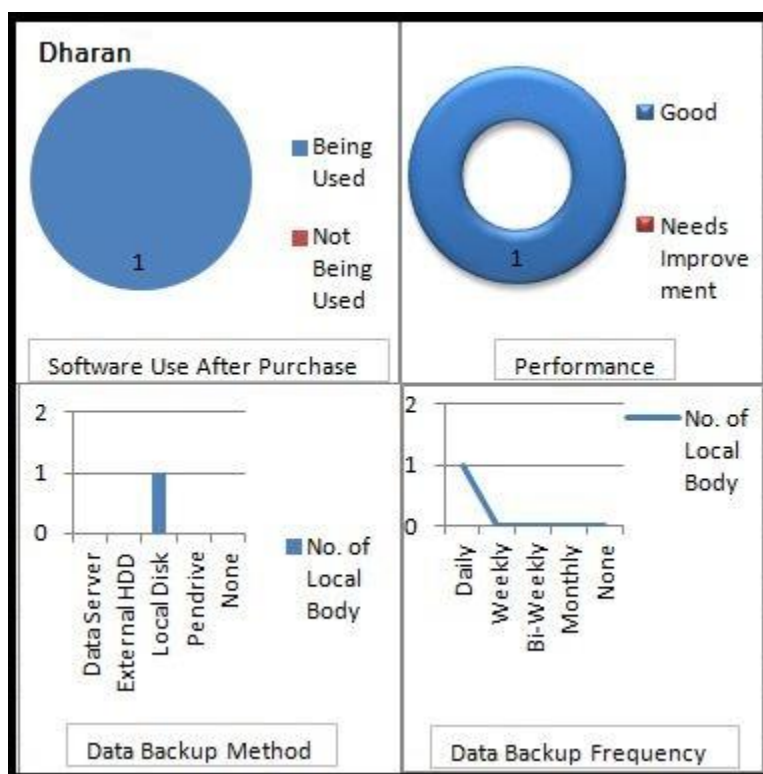 Dharan
1
Being
Used
Not
Being
Used
Software Use After Purchase
1
Good
Needs
Improve
ment
Performance
2
1
0
Data Server
External HDD
Local Disk
Pendrive
None
No. of
Local
Body
Data Backup Method
2
1
0
Daily
Weekly
Bi-Weekly
Monthly
None
No. of
Local
Body
Data Backup Frequency